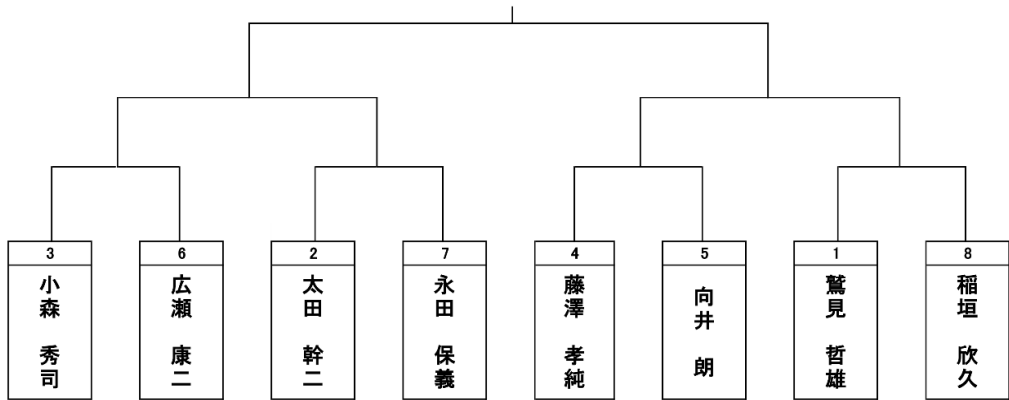 3
小森 秀司
6
広瀬 康二
2
太田 幹二
7
永田 保義
4
藤澤 孝純
5
向井 朗
1
鷲見 哲雄
8
稲垣 欣久